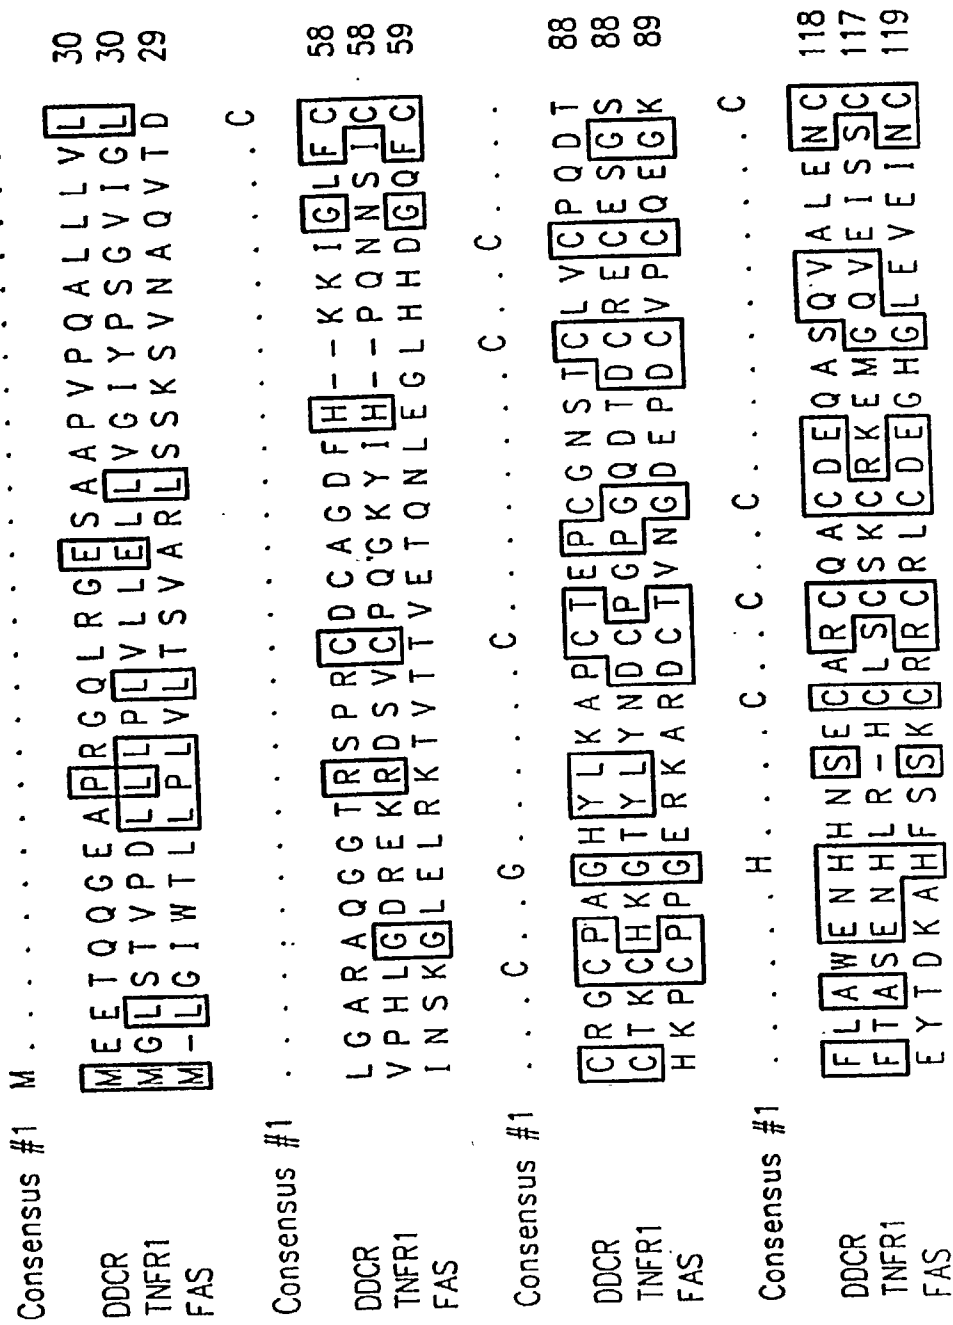 Consensus #1 M . . . . . . . . . . . . . . . . . . . . . . . . . . . . .
DDCR M E E T Q Q G E A P R G Q L R G E S A A P V P Q A L L L V L 30
TNFR1 M G L S T V P D L L L P L V L L E L L V G I Y P S G V I G L 30
FAS M - L G I W T L L P L V L T S V A R L S S K S V N A Q V T D 29
Consensus #1 . . . . . . . . . . . . . . . . . . . . . . . . . . . . . C
DDCR L G A R A Q G G T R S P R C D C A G D F H - - K K I G L F C 58
TNFR1 V P H L G D R E K R D S V C P Q G K Y I H - - P Q N N S I C 58
FAS I N S K G L E L R K T V T T V E T Q N L E G L H H D G Q F C 59
Consensus #1 . . . C . . G . . . . . . C . . . . . . . . C . . C . . . .
DDCR C R G C P A G H Y L K A P C T E P C G N S T C L V C P Q D T 88
TNFR1 C T K C H K G T Y L Y N D C P G P G Q D T D C R E C E S G S 88
FAS H K P C P P G E R K A R D C T V N G D E P D C V P C Q E G K 89
Consensus #1 . . . . . . H . . . . C . . C . . C . . . . . . . . . . . C
DDCR F L A W E N H H N S E C A R C Q A C D E Q A S Q V A L E N C 118
TNFR1 F T A S E N H L R - H C L S C S K C R K E M G Q V E I S S C 117
FAS E Y T D K A H F S S K C R R C R L C D E G H G L E V E I N C 119